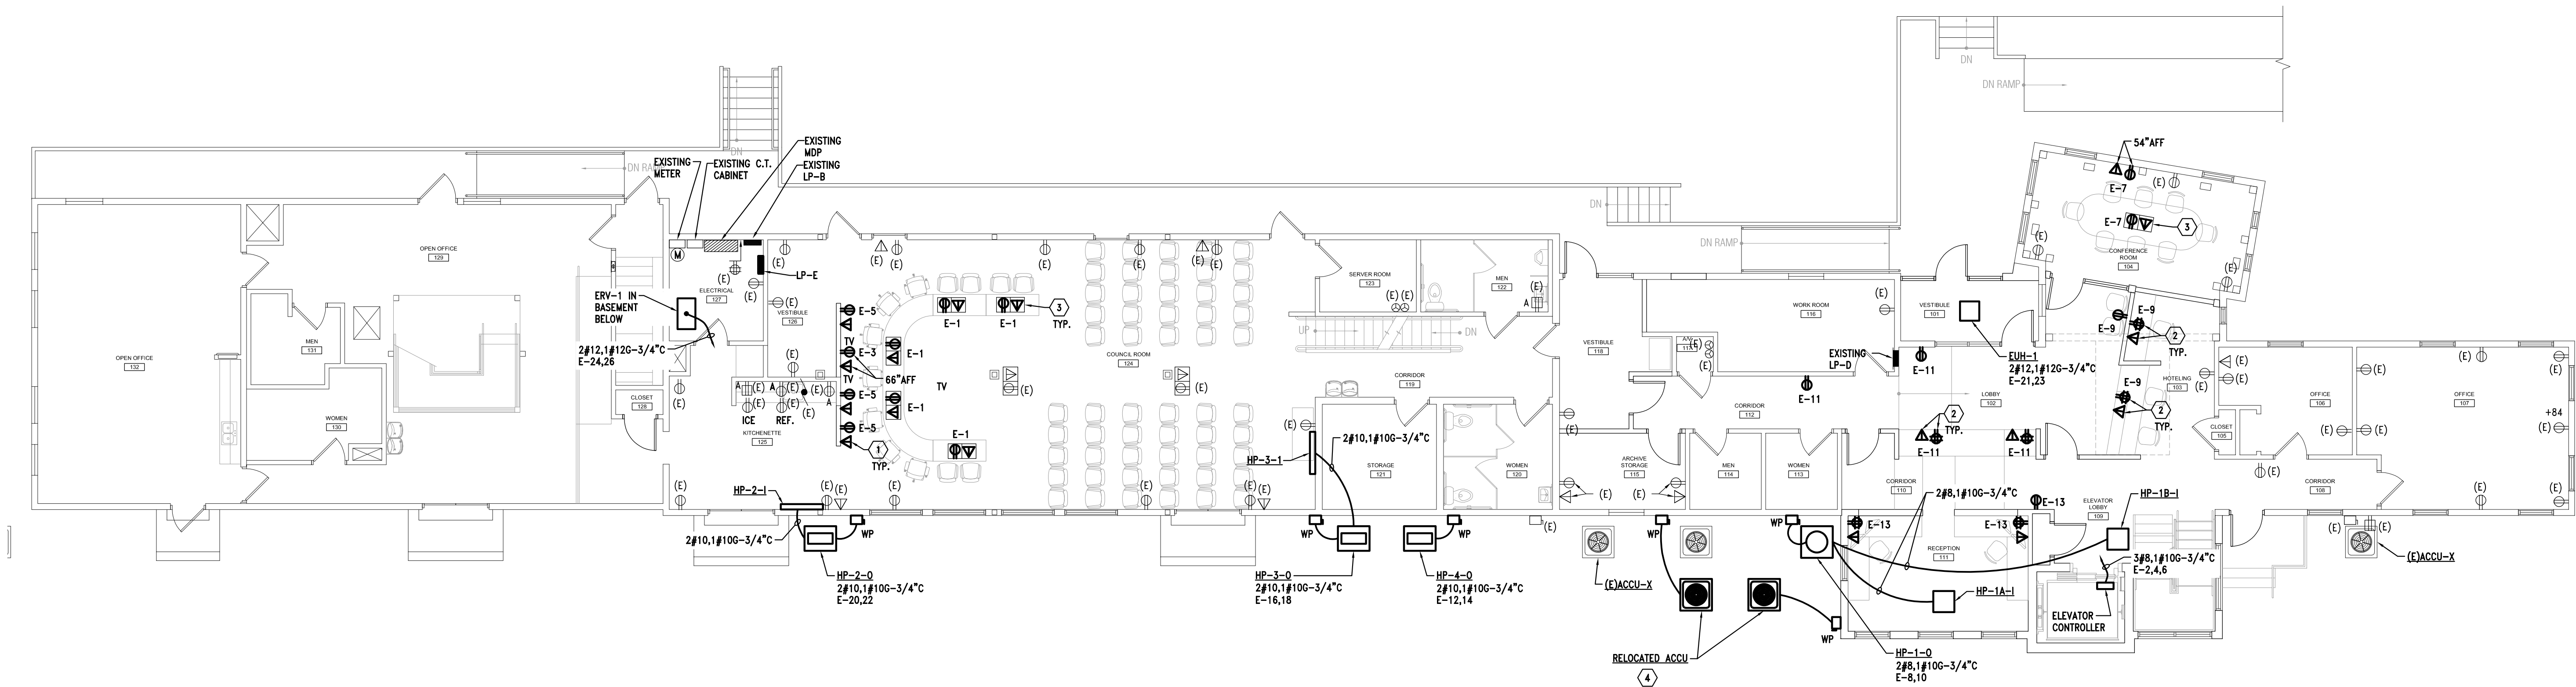 DN
DN RAMP
EXISTING
METER
EXISTING C.T.
CABINET
EXISTING
MDP
EXISTING
LP-B
DN
DN RAMP
DN
DN RAMP
DN
54"AFF
E-7
(E)
E-7
3
(E)
CONFERENCE
ROOM
104
(E)
OPEN OFFICE
129
OPEN OFFICE
132
MEN
131
WOMEN
130
CLOSET
128
M
(E)
LP-E
(E)
ELECTRICAL
127
ERV-1 IN
BASEMENT
BELOW
2#12,1#12G-3/4"C
E-24,26
VESTIBULE
126
(E)
(E)
(E)
(E)
(E)
(E)
(E)
(E)
(E)
E-5
TV
E-3
TV
66"AFF
E-5
E-5
1
TYP.
E-1
E-1
3
TYP.
E-1
E-1
E-1
TV
COUNCIL ROOM
124
(E)
(E)
A
(E)
A
(E)
(E)
A
(E)
(E)
(E)
ICE
REF.
KITCHENETTE
125
(E)
(E)
(E)
(E)
(E)
(E)
(E)
(E)
HP-2-I
2#10,1#10G-3/4"C
WP
HP-2-O
2#10,1#10G-3/4"C
E-20,22
SERVER ROOM
123
(E)
(E)
MEN
122
(E)
A
UP
DN
CORRIDOR
119
(E)
HP-3-1
2#10,1#10G-3/4"C
STORAGE
121
WOMEN
120
WP
HP-3-O
2#10,1#10G-3/4"C
E-16,18
WP
HP-4-O
2#10,1#10G-3/4"C
E-12,14
(E)
VESTIBULE
118
WORK ROOM
116
(E)
(E)
EXISTING
LP-D
E-11
E-11
CORRIDOR
112
(E)
ARCHIVE
STORAGE
115
(E)
(E)
MEN
114
WOMEN
113
VESTIBULE
101
EUH-1
2#12,1#12G-3/4"C
E-21,23
LOBBY
102
2
TYP.
E-11
E-11
E-9
E-9
2
TYP.
HOTELING
103
(E)
E-9
2
TYP.
(E)
(E)
CLOSET
105
OFFICE
106
(E)
(E)
(E)
(E)
OFFICE
107
+84
(E)
(E)
(E)
(E)
CORRIDOR
108
CORRIDOR
110
2#8,1#10G-3/4"C
E-13
E-13
E-13
ELEVATOR
LOBBY
109
HP-1B-I
RECEPTION
111
3#8,1#10G-3/4"C
E-2,4,6
HP-1A-I
ELEVATOR
CONTROLLER
WP
WP
WP
(E)ACCU-X
RELOCATED ACCU
4
HP-1-O
2#8,1#10G-3/4"C
E-8,10
(E)
(E)
(E)ACCU-X